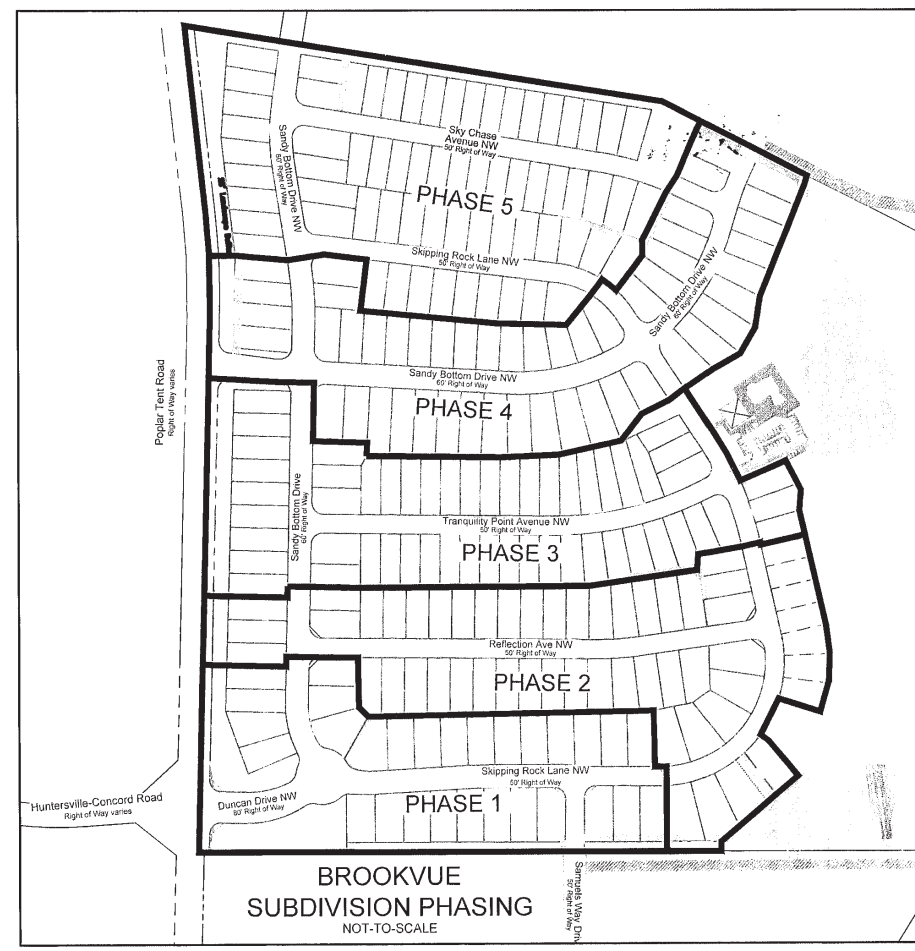 Sky Chase
Avenue NW
50' Right of Way
Sandy Bottom Drive NW
60' Right of Way
PHASE 5
Skipping Rock Lane NW
50' Right of Way
Sandy Bottom Drive NW
60' Right of Way
Poplar Tent Road
Right of Way varies
Sandy Bottom Drive NW
60' Right of Way
PHASE 4
Sandy Bottom Drive
60' Right of Way
Tranquility Point Avenue NW
50' Right of Way
PHASE 3
Reflection Ave NW
50' Right of Way
PHASE 2
Skipping Rock Lane NW
50' Right of Way
Huntersville-Concord Road
Right of Way varies
Duncan Drive NW
60' Right of Way
PHASE 1
BROOKVUE
SUBDIVISION PHASING
NOT-TO-SCALE
Samuels Way Driv
50' Right of Way